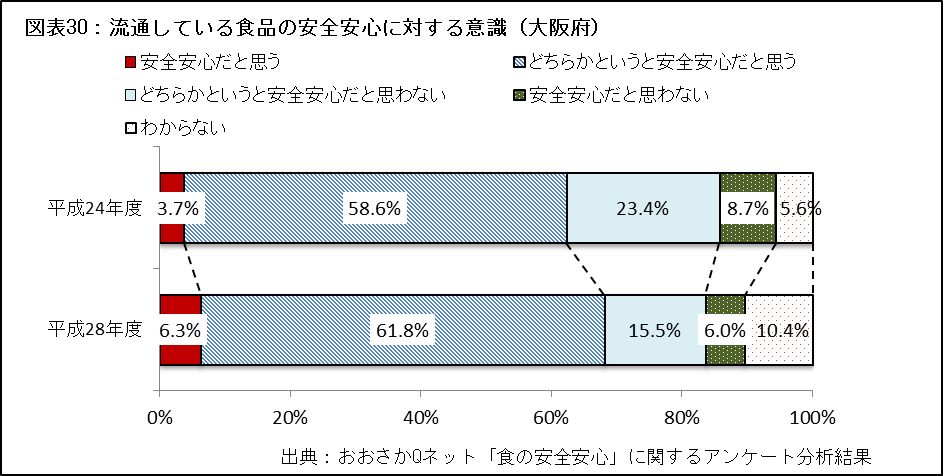 図表30：流通している食品の安全安心に対する意識（大阪府）
安全安心だと思う どちらかというと安全安心だと思う
どちらかというと安全安心だと思わない 安全安心だと思わない
わからない
平成24年度 3.7% 58.6% 23.4% 8.7% 5.6%
平成28年度 6.3% 61.8% 15.5% 6.0% 10.4%
0% 20% 40% 60% 80% 100%
出典：おおさかQネット「食の安全安心」に関するアンケート分析結果